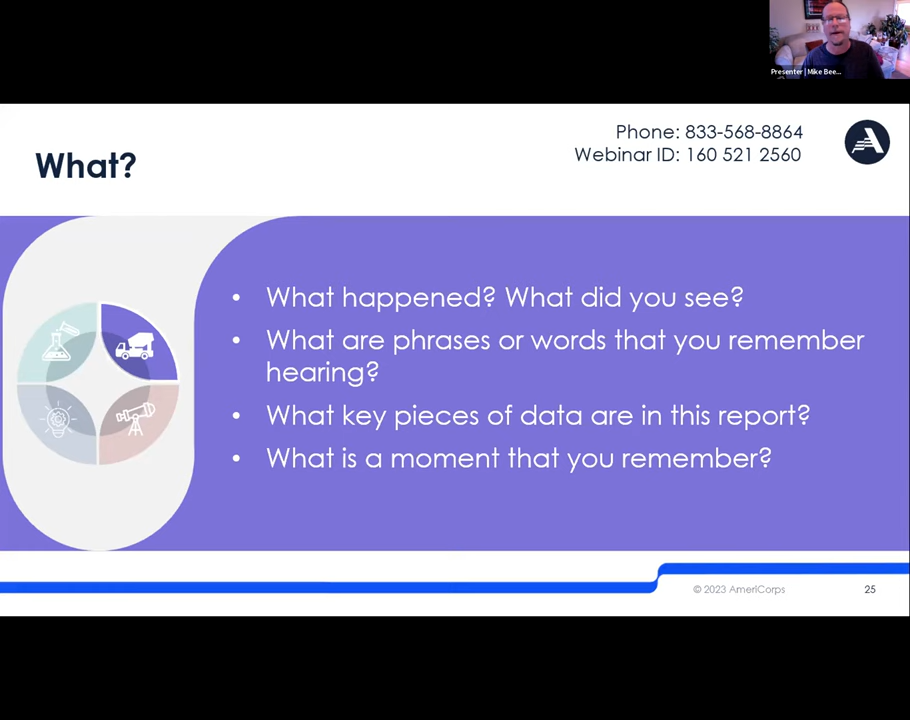 Presenter | Mike Bee...
Phone: 833-568-8864
Webinar ID: 160 521 2560
What?
• What happened? What did you see?
• What are phrases or words that you remember
hearing?
• What key pieces of data are in this report?
• What is a moment that you remember?
© 2023 AmeriCorps
25